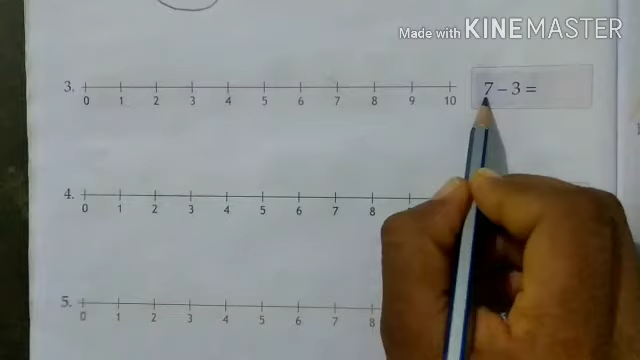 Made with KINEMASTER
3. 0 1 2 3 4 5 6 7 8 9 10 7 – 3 =
4. 0 1 2 3 4 5 6 7 8
5. 0 1 2 3 4 5 6 7 8